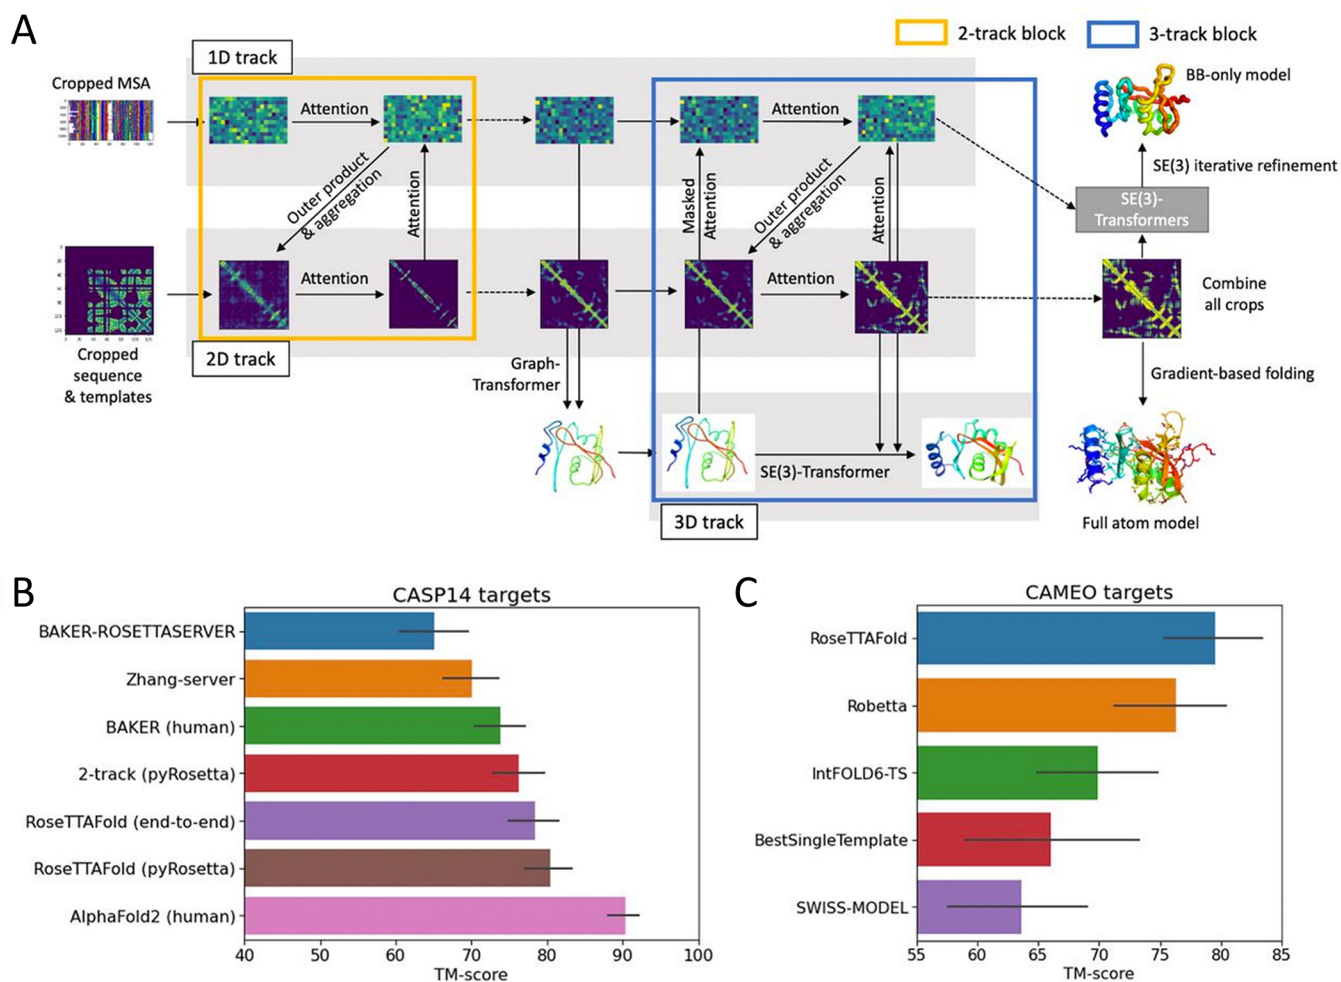 A
2-track block
3-track block
1D track
Cropped MSA
Attention
Attention
BB-only model
Outer product
& aggregation
Attention
Masked
Attention
Outer product
& aggregation
Attention
SE(3) iterative refinement
SE(3)-
Transformers
Attention
Attention
Combine
all crops
Cropped
sequence
& templates
2D track
Graph-
Transformer
Gradient-based folding
SE(3)-Transformer
3D track
Full atom model
B
CASP14 targets
BAKER-ROSETTASERVER
Zhang-server
BAKER (human)
2-track (pyRosetta)
RoseTTAFold (end-to-end)
RoseTTAFold (pyRosetta)
AlphaFold2 (human)
40 50 60 70 80 90 100
TM-score
C
CAMEO targets
RoseTTAFold
Robetta
IntFOLD6-TS
BestSingleTemplate
SWISS-MODEL
55 60 65 70 75 80 85
TM-score